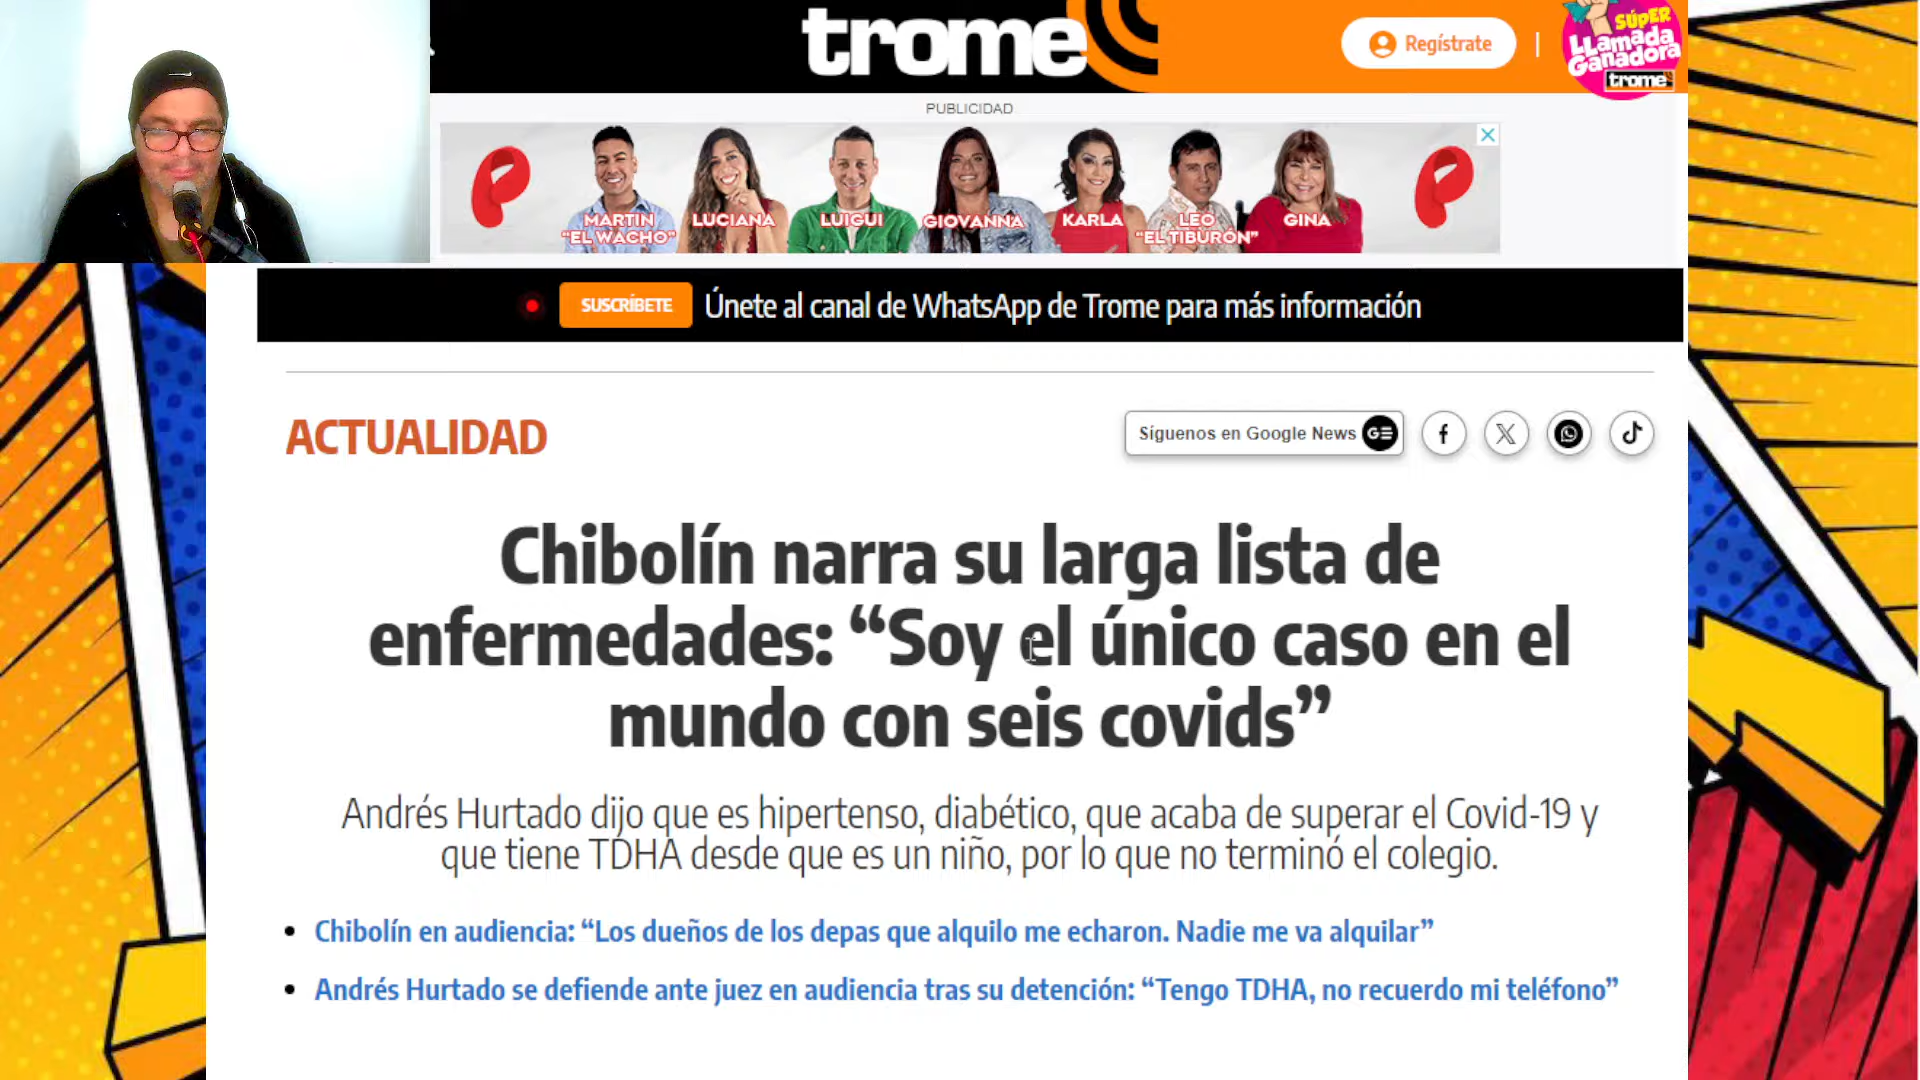 trome
Regístrate
SÚPER
LLamada
Ganadora
trome
PUBLICIDAD
MARTIN
"EL WACHO"
LUCIANA
LUIGUI
GIOVANNA
KARLA
LEO
"EL TIBURÓN"
GINA
SUSCRÍBETE
Únete al canal de WhatsApp de Trome para más información
ACTUALIDAD
Síguenos en Google News
Chibolín narra su larga lista de
enfermedades: “Soy el único caso en el
mundo con seis covids”
Andrés Hurtado dijo que es hipertenso, diabético, que acaba de superar el Covid-19 y
que tiene TDHA desde que es un niño, por lo que no terminó el colegio.
Chibolín en audiencia: “Los dueños de los depas que alquilo me echaron. Nadie me va alquilar”
Andrés Hurtado se defiende ante juez en audiencia tras su detención: “Tengo TDHA, no recuerdo mi teléfono”